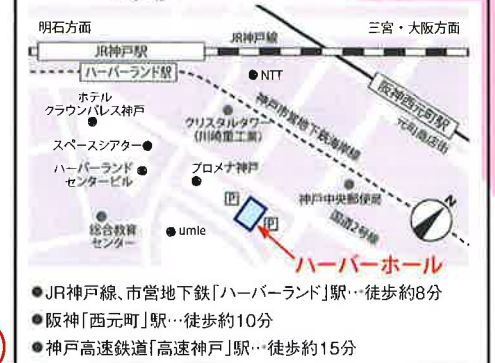 明石方面
三宮・大阪方面
JR神戸線
JR神戸駅
ハーバーランド駅
NTT
阪神西元町駅
元町商店街
ホテル
クラウンパレス神戸
クリスタルタワー
(川崎重工業)
神戸市営地下鉄海岸線
スペースシアター
ハーバーランド
センタービル
プロメナ神戸
神戸中央郵便局
国道2号線
N
P
P
総合教育
センター
umle
ハーバーホール
●JR神戸線、市営地下鉄「ハーバーランド」駅…徒歩約8分
●阪神「西元町」駅…徒歩約10分
●神戸高速鉄道「高速神戸」駅…徒歩約15分